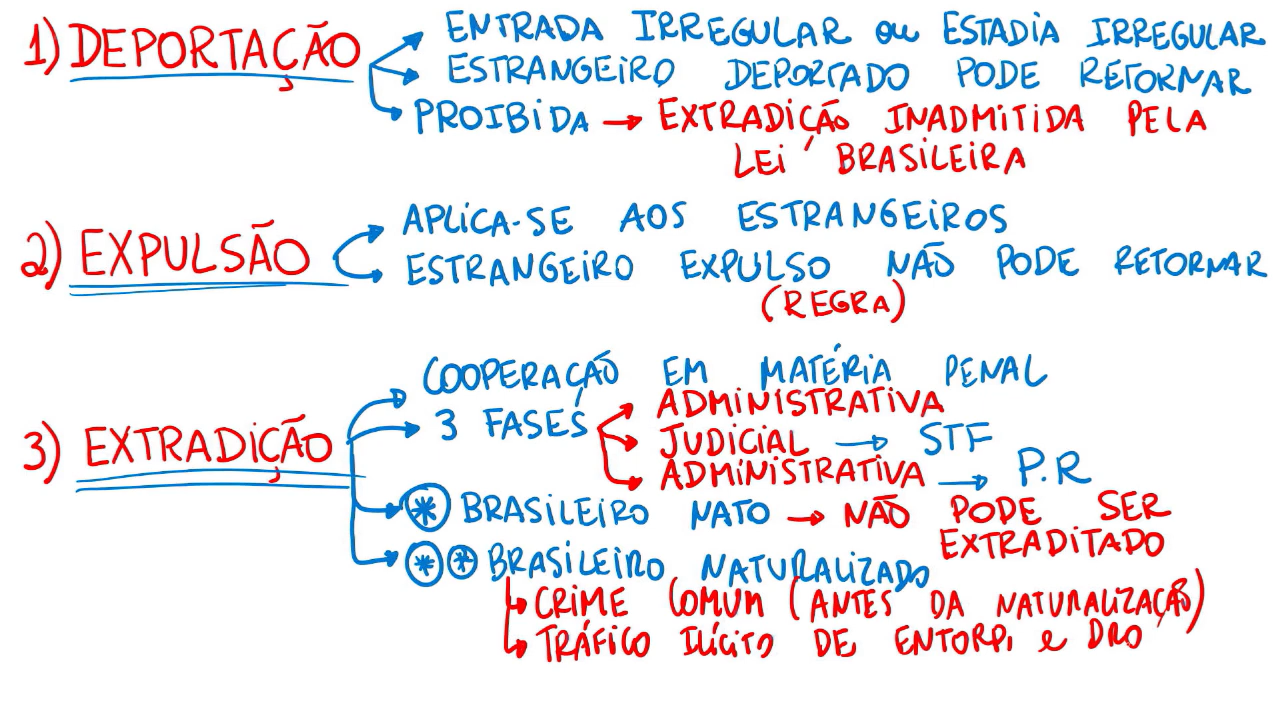 1) DEPORTAÇÃO
ENTRADA IRREGULAR ou ESTADIA IRREGULAR
ESTRANGEIRO DEPORTADO PODE RETORNAR
PROIBIDA → EXTRADIÇÃO INADMITIDA PELA
LEI BRASILEIRA
2) EXPULSÃO
APLICA-SE AOS ESTRANGEIROS
ESTRANGEIRO EXPULSO NÃO PODE RETORNAR
(REGRA)
3) EXTRADIÇÃO
COOPERAÇÃO EM MATÉRIA PENAL
3 FASES
ADMINISTRATIVA
JUDICIAL → STF
ADMINISTRATIVA → P.R
* BRASILEIRO NATO → NÃO PODE SER
EXTRADITADO
** BRASILEIRO NATURALIZADO
CRIME COMUM (ANTES DA NATURALIZAÇÃO)
TRÁFICO ILÍCITO DE ENTORP. e DRO